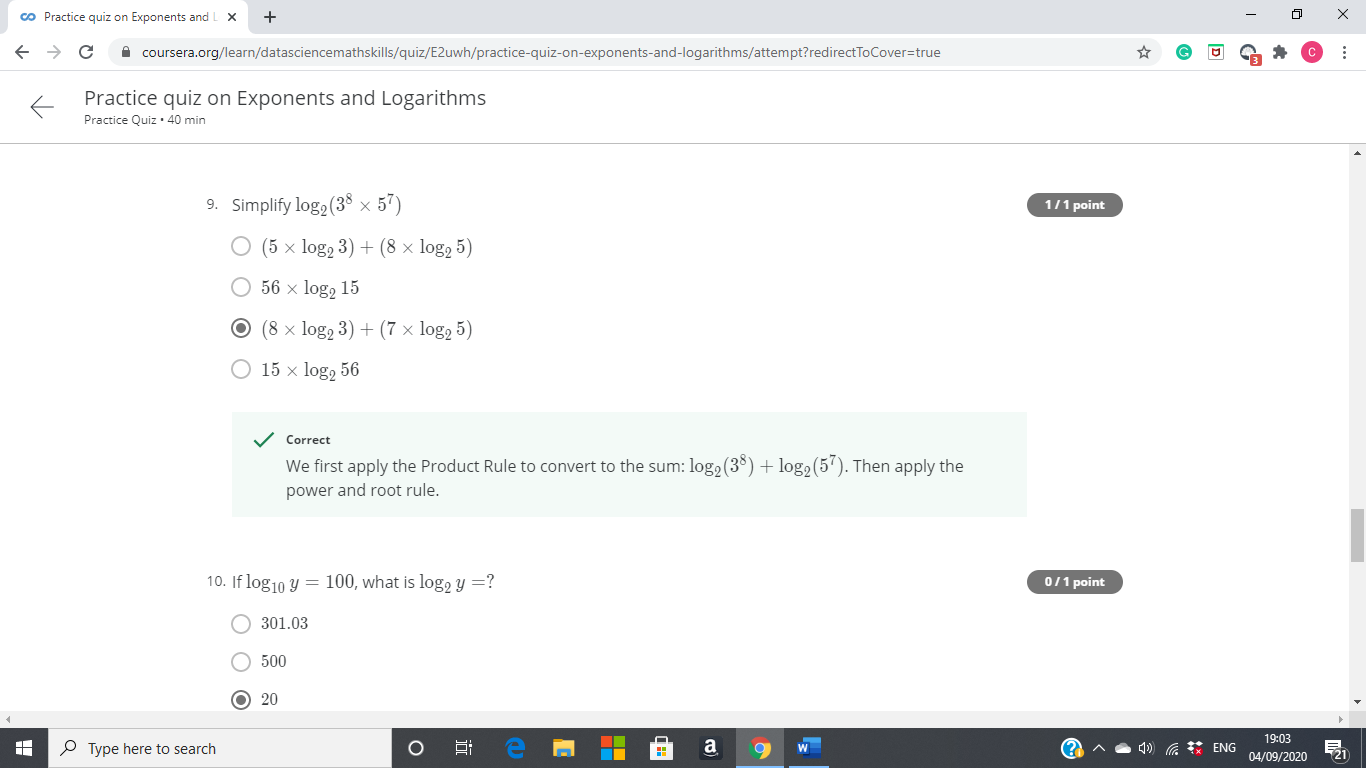 Practice quiz on Exponents and L
coursera.org/learn/datasciencemathskills/quiz/E2uwh/practice-quiz-on-exponents-and-logarithms/attempt?redirectToCover=true
C
3
Practice quiz on Exponents and Logarithms
Practice Quiz • 40 min
9. Simplify log₂(3⁸ × 5⁷)
1 / 1 point
(5 × log₂ 3) + (8 × log₂ 5)
56 × log₂ 15
(8 × log₂ 3) + (7 × log₂ 5)
15 × log₂ 56
Correct
We first apply the Product Rule to convert to the sum: log₂(3⁸) + log₂(5⁷). Then apply the
power and root rule.
10. If log₁₀ y = 100, what is log₂ y =?
0 / 1 point
301.03
500
20
Type here to search
ENG
19:03
04/09/2020
21